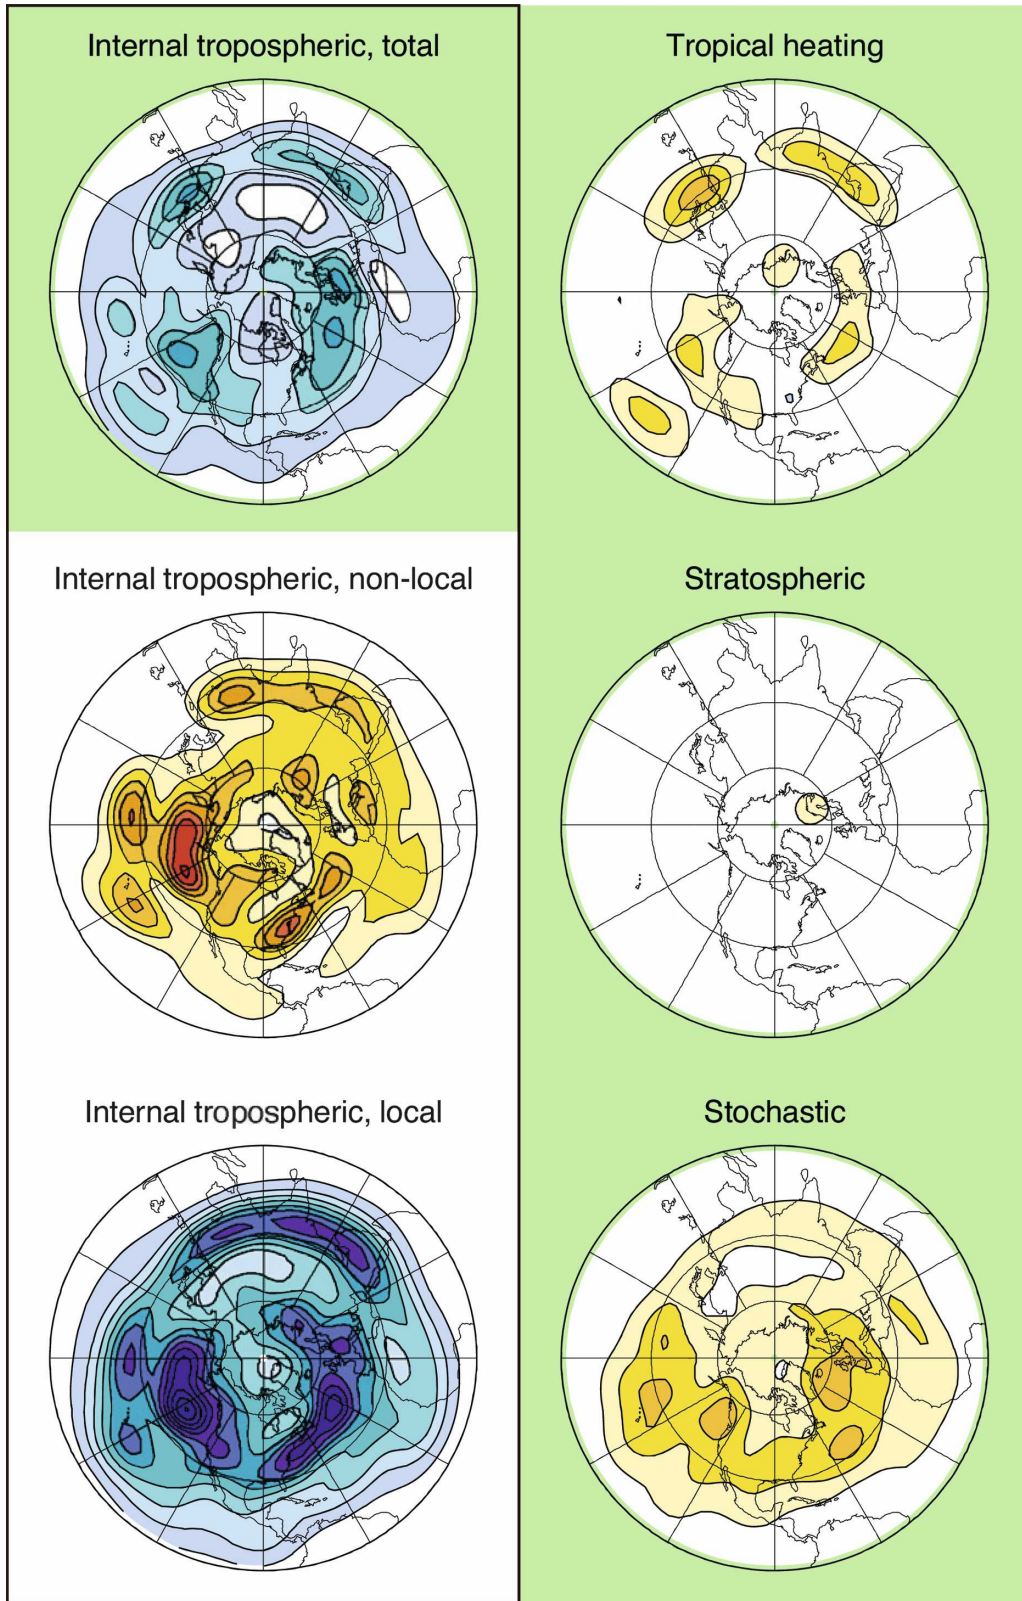 Internal tropospheric, total
Tropical heating
Internal tropospheric, non-local
Stratospheric
Internal tropospheric, local
Stochastic